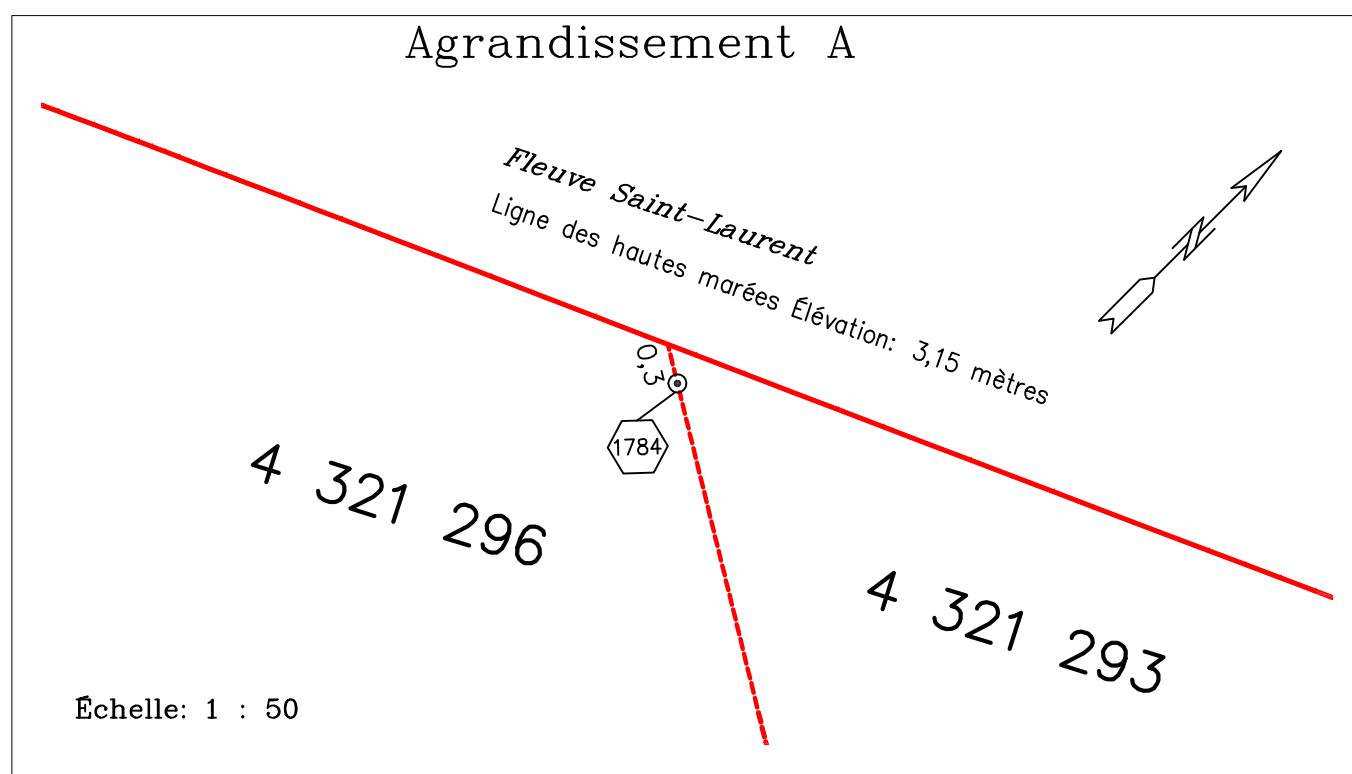 Agrandissement A
Fleuve Saint-Laurent
Ligne des hautes marées Élévation: 3,15 mètres
0,3
1784
4 321 296
4 321 293
Échelle: 1 : 50
N